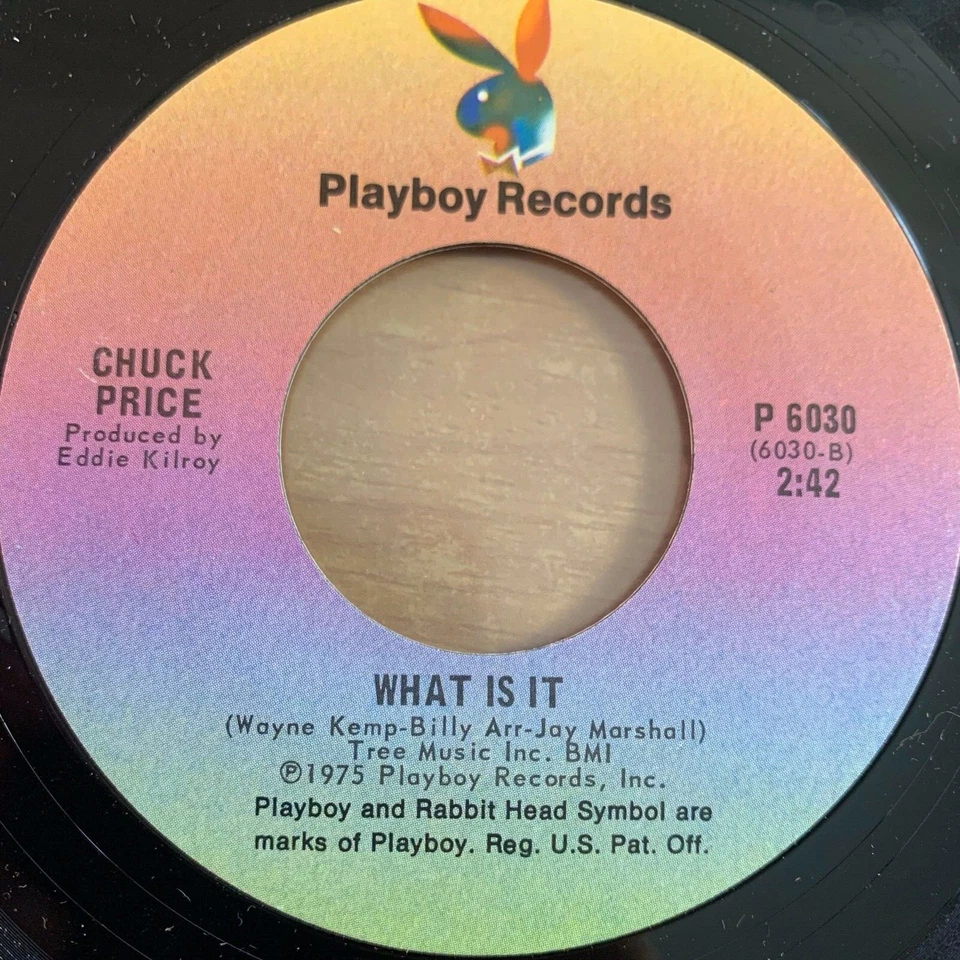 Playboy Records
CHUCK
PRICE
Produced by
Eddie Kilroy
P 6030
(6030-B)
2:42
WHAT IS IT
(Wayne Kemp-Billy Arr-Jay Marshall)
Tree Music Inc. BMI
℗1975 Playboy Records, Inc.
Playboy and Rabbit Head Symbol are
marks of Playboy. Reg. U.S. Pat. Off.